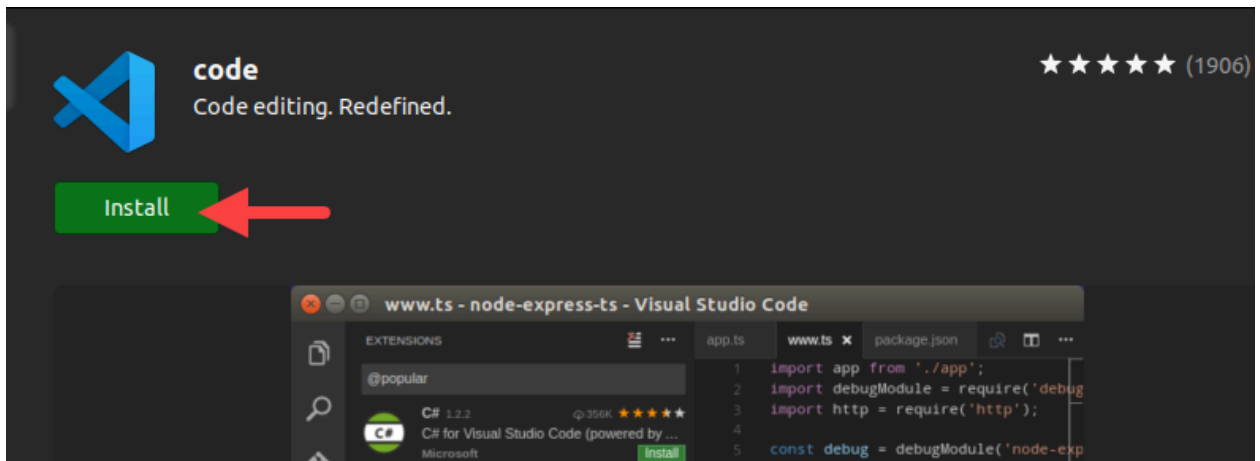 code
★★★★★ (1906)
Code editing. Redefined.
Install
www.ts - node-express-ts - Visual Studio Code
EXTENSIONS
app.ts www.ts × package.json
@popular
C# 1.2.2 356K ★★★★★
C# for Visual Studio Code (powered by ...
Microsoft Install
C#
1 import app from './app';
2 import debugModule = require('debug
3 import http = require('http');
4
5 const debug = debugModule('node-exp